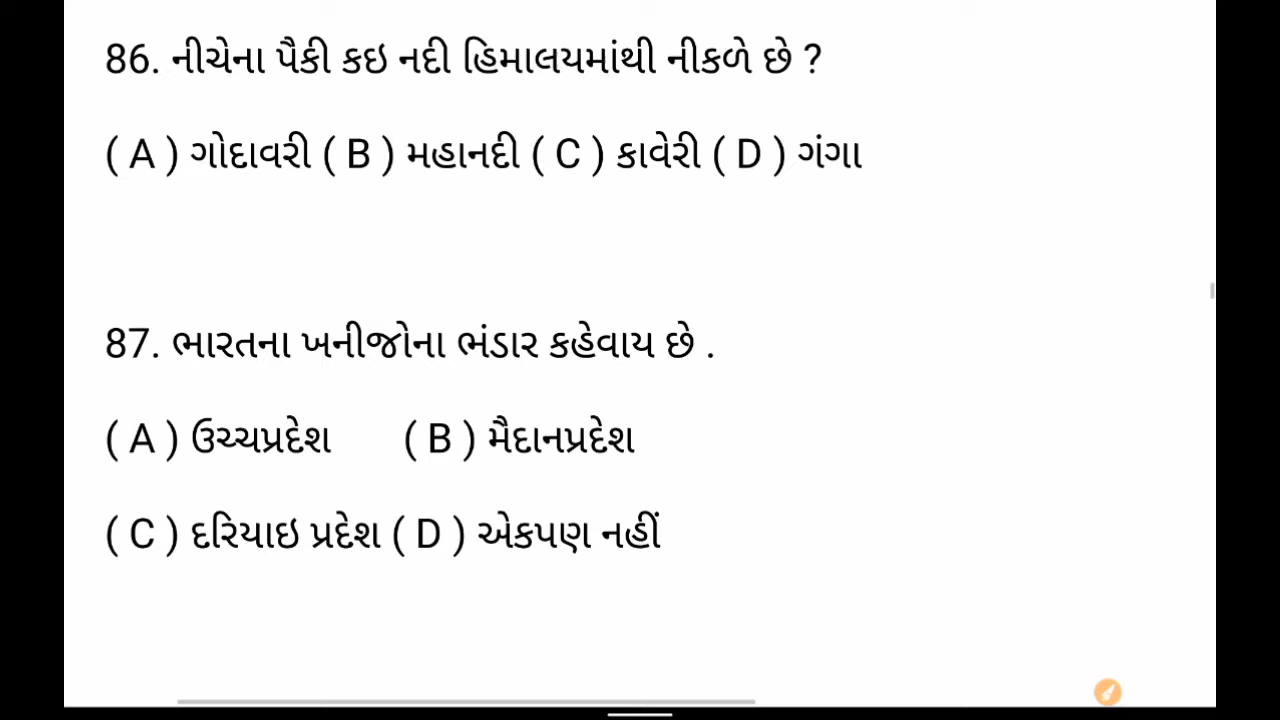 86. નીચેના પૈકી કઇ નદી હિમાલયમાંથી નીકળે છે ?
( A ) ગોદાવરી ( B ) મહાનદી ( C ) કાવેરી ( D ) ગંગા
87. ભારતના ખનીજોના ભંડાર કહેવાય છે .
( A ) ઉચ્ચપ્રદેશ ( B ) મૈદાનપ્રદેશ
( C ) દરિયાઇ પ્રદેશ ( D ) એકપણ નહીં